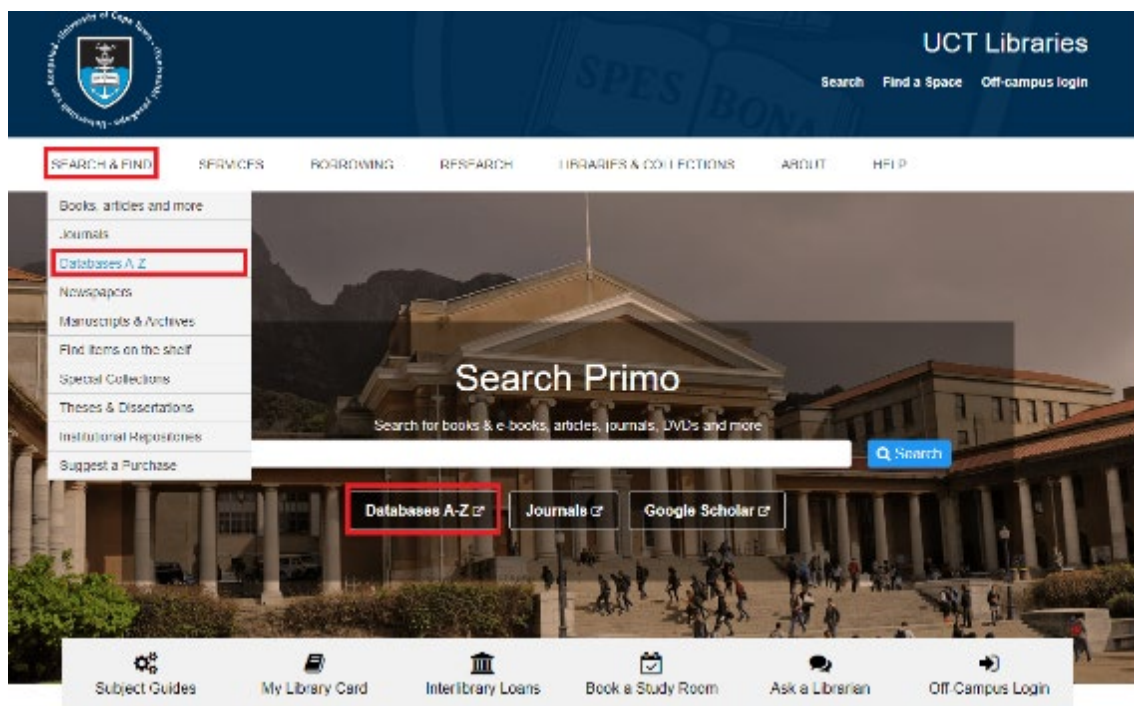 UCT Libraries
SPES BONA
Search Find a Space Off-campus login
SEARCH & FIND SERVICES BORROWING RESEARCH LIBRARIES & COLLECTIONS ABOUT HELP
Books, articles and more
Journals
Databases A-Z
Newspapers
Manuscripts & Archives
Find items on the shelf
Special Collections
Theses & Dissertations
Institutional Repositories
Suggest a Purchase
Search Primo
Search for books & e-books, articles, journals, DVDs and more
Search
Databases A-Z Journals Google Scholar
Subject Guides My Library Card Interlibrary Loans Book a Study Room Ask a Librarian Off-Campus Login